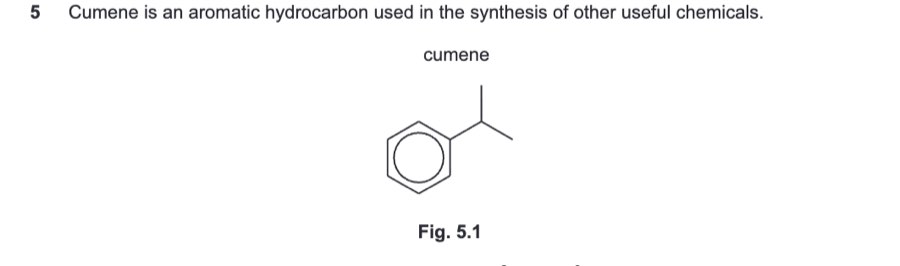 5 Cumene is an aromatic hydrocarbon used in the synthesis of other useful chemicals.
cumene
Fig. 5.1